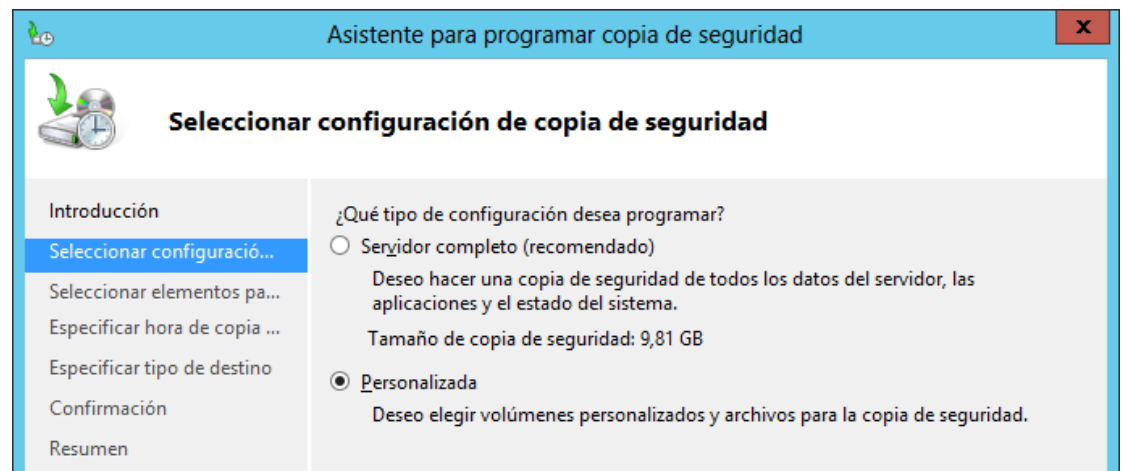 Asistente para programar copia de seguridad
x
Seleccionar configuración de copia de seguridad
Introducción
Seleccionar configuració...
Seleccionar elementos pa...
Especificar hora de copia ...
Especificar tipo de destino
Confirmación
Resumen
¿Qué tipo de configuración desea programar?
Servidor completo (recomendado)
Deseo hacer una copia de seguridad de todos los datos del servidor, las
aplicaciones y el estado del sistema.
Tamaño de copia de seguridad: 9,81 GB
Personalizada
Deseo elegir volúmenes personalizados y archivos para la copia de seguridad.